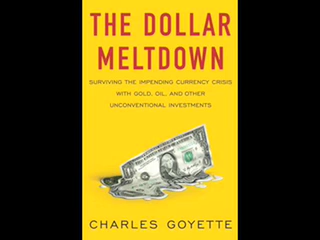 THE DOLLAR
MELTDOWN
SURVIVING THE IMPENDING CURRENCY CRISIS
WITH GOLD, OIL, AND OTHER
UNCONVENTIONAL INVESTMENTS
CHARLES GOYETTE